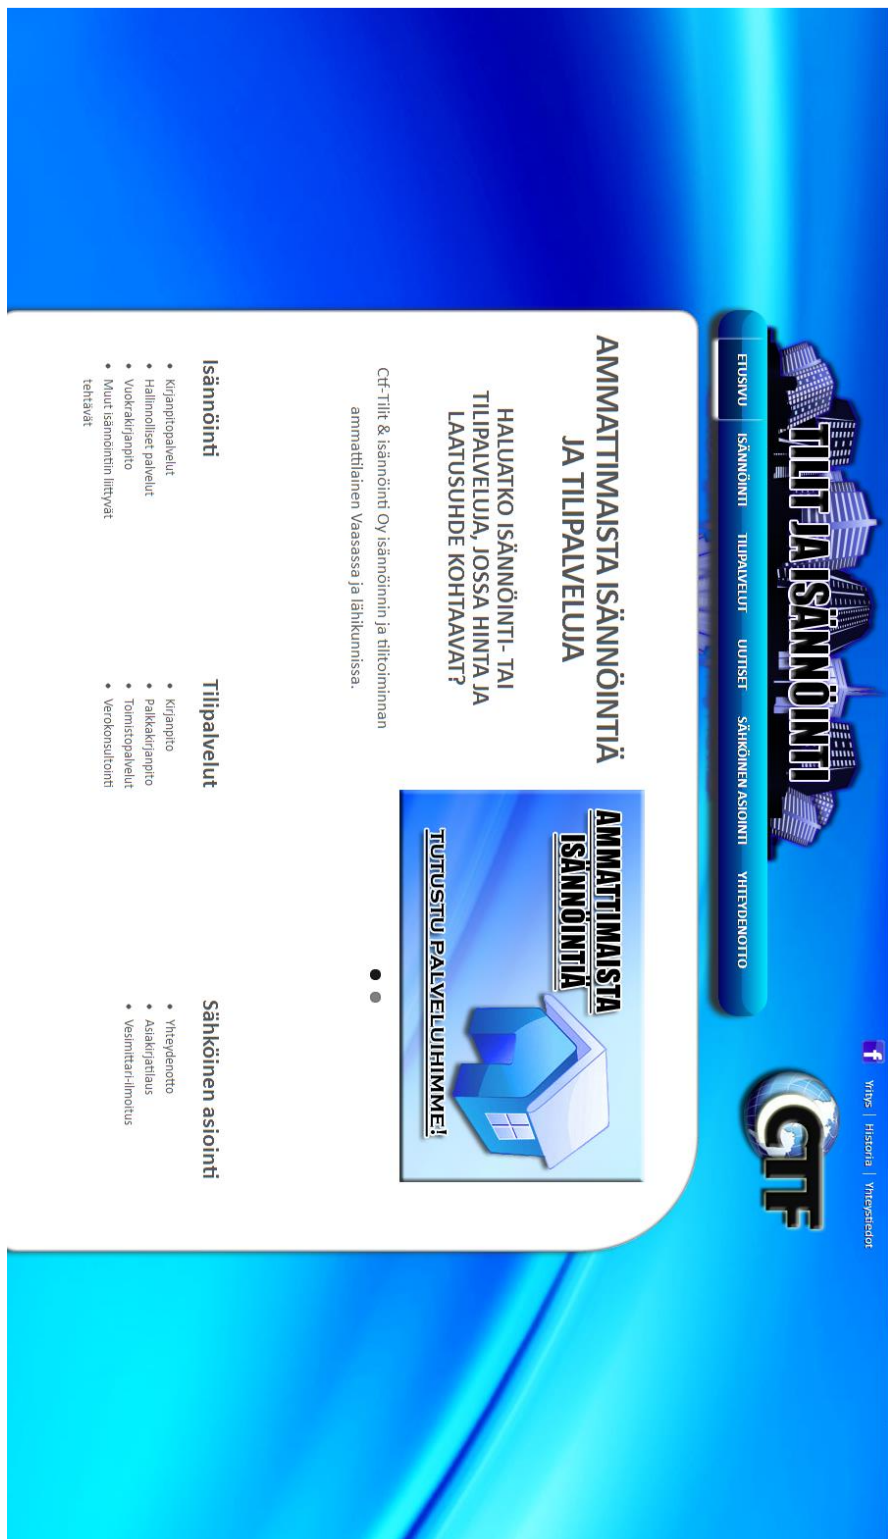 Yritys | Historia | Yhteystiedot
TILIT JA ISÄNNÖINTI
CTF
ETUSIVU ISÄNNÖINTI TILIPALVELUT UUTISET SÄHKÖINEN ASIOINTI YHTEYDENOTTO
AMMATTIMAISTA ISÄNNÖINTIÄ
JA TILIPALVELUJA
HALUATKO ISÄNNÖINTI- TAI
TILIPALVELUJA, JOSSA HINTA JA
LAATUSUHDE KOHTAAVAT?
Ctf-Tilit & isännöinti Oy isännöinnin ja tilitoiminnan
ammattilainen Vaasassa ja lähikunnissa.
AMMATTIMAISTA
ISÄNNÖINTIÄ
TUTUSTU PALVELUIHIMME!
Isännöinti
• Kirjanpitopalvelut
• Hallinnolliset palvelut
• Vuokrakirjanpito
• Muut isännöintiin liittyvät
tehtävät
Tilipalvelut
• Kirjanpito
• Palkkakirjanpito
• Toimistopalvelut
• Verokonsultointi
Sähköinen asiointi
• Yhteydenotto
• Asiakirjatilaus
• Vesimittari-ilmoitus